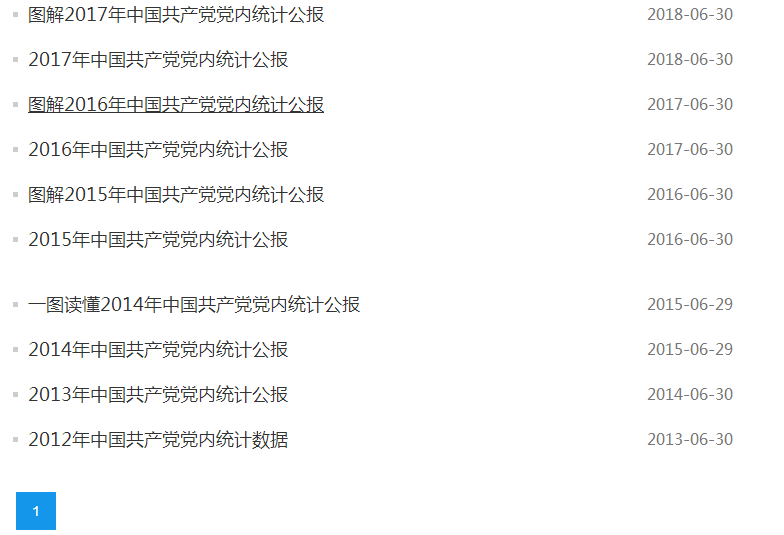 图解2017年中国共产党党内统计公报 2018-06-30
2017年中国共产党党内统计公报 2018-06-30
图解2016年中国共产党党内统计公报 2017-06-30
2016年中国共产党党内统计公报 2017-06-30
图解2015年中国共产党党内统计公报 2016-06-30
2015年中国共产党党内统计公报 2016-06-30
一图读懂2014年中国共产党党内统计公报 2015-06-29
2014年中国共产党党内统计公报 2015-06-29
2013年中国共产党党内统计公报 2014-06-30
2012年中国共产党党内统计数据 2013-06-30
1